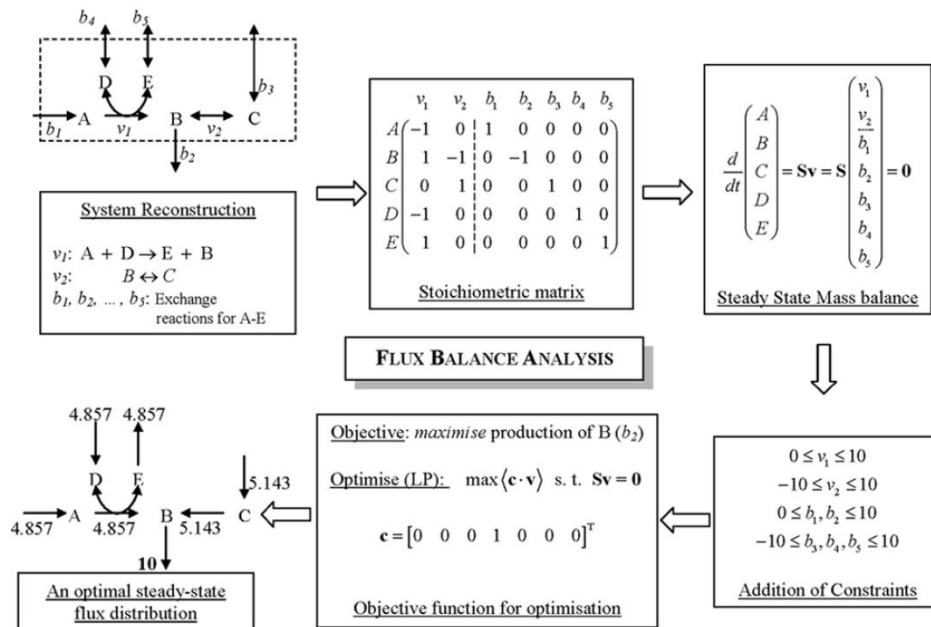 b₄ b₅
b₃
D E
b₁ A v₁ B v₂ C
b₂
System Reconstruction
v₁: A + D → E + B
v₂: B ↔ C
b₁, b₂, ..., b₅: Exchange
reactions for A-E
v₁ v₂ b₁ b₂ b₃ b₄ b₅
A −1 0 1 0 0 0 0
B 1 −1 0 −1 0 0 0
C 0 1 0 0 1 0 0
D −1 0 0 0 0 1 0
E 1 0 0 0 0 0 1
Stoichiometric matrix
d/dt (A B C D E) = Sv = S (v₁ v₂ b₁ b₂ b₃ b₄ b₅) = 0
Steady State Mass balance
FLUX BALANCE ANALYSIS
0 ≤ v₁ ≤ 10
−10 ≤ v₂ ≤ 10
0 ≤ b₁, b₂ ≤ 10
−10 ≤ b₃, b₄, b₅ ≤ 10
Addition of Constraints
Objective: maximise production of B (b₂)
Optimise (LP): max⟨c · v⟩ s. t. Sv = 0
c = [0 0 0 1 0 0 0]ᵀ
Objective function for optimisation
4.857 4.857
D E
5.143
A B C
4.857 4.857 5.143
10
An optimal steady-state
flux distribution